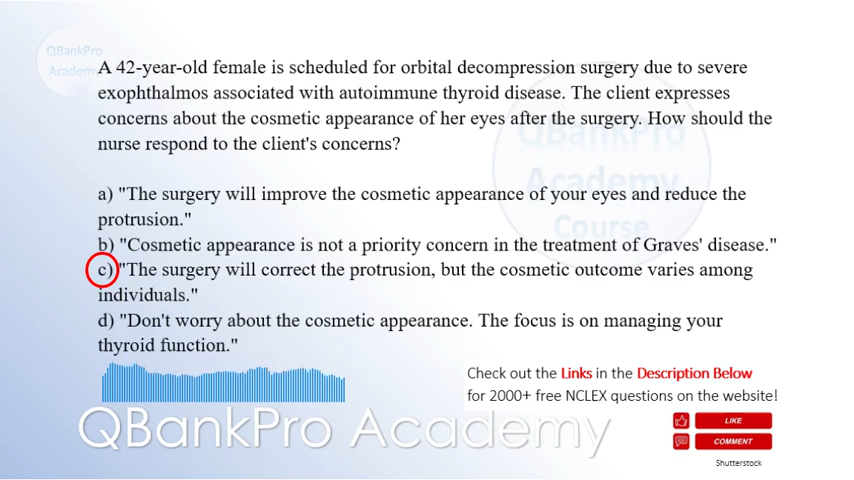 QBankPro
Academy
A 42-year-old female is scheduled for orbital decompression surgery due to severe
exophthalmos associated with autoimmune thyroid disease. The client expresses
concerns about the cosmetic appearance of her eyes after the surgery. How should the
nurse respond to the client's concerns?
QBankPro
Academy
Course
a) "The surgery will improve the cosmetic appearance of your eyes and reduce the
protrusion."
b) "Cosmetic appearance is not a priority concern in the treatment of Graves' disease."
c) "The surgery will correct the protrusion, but the cosmetic outcome varies among
individuals."
d) "Don't worry about the cosmetic appearance. The focus is on managing your
thyroid function."
Check out the Links in the Description Below
for 2000+ free NCLEX questions on the website!
QBankPro Academy
LIKE
COMMENT
Shutterstock